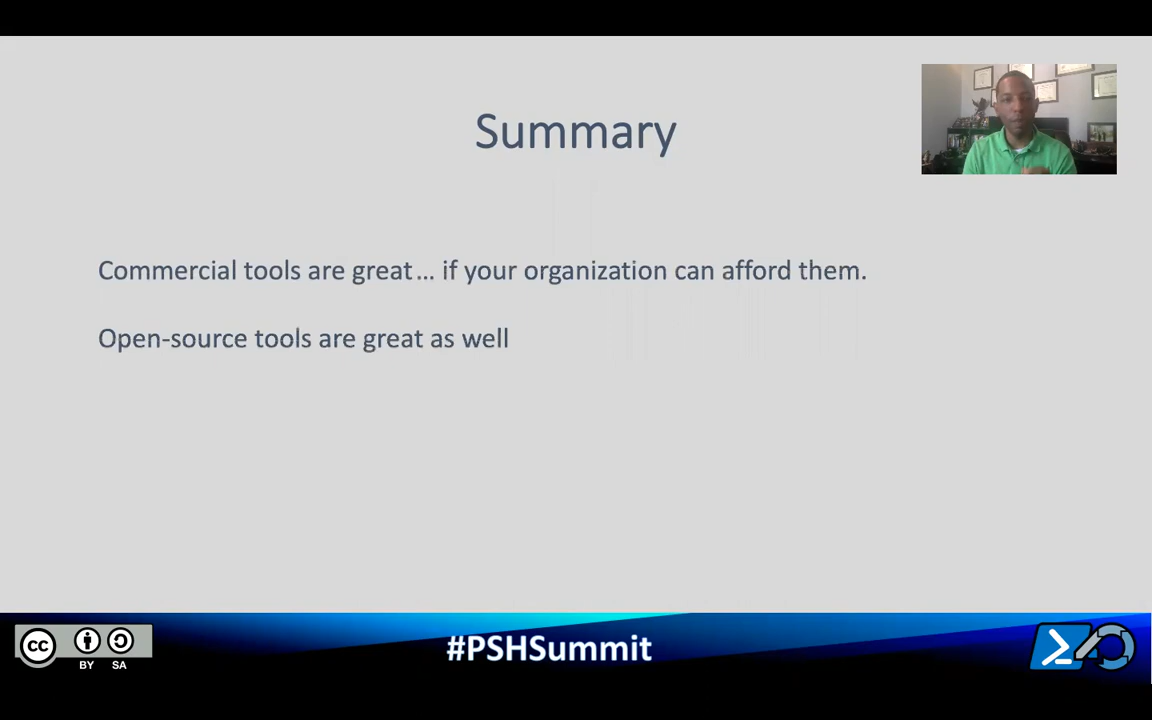 Summary
Commercial tools are great... if your organization can afford them.
Open-source tools are great as well
cc
BY SA
#PSHSummit